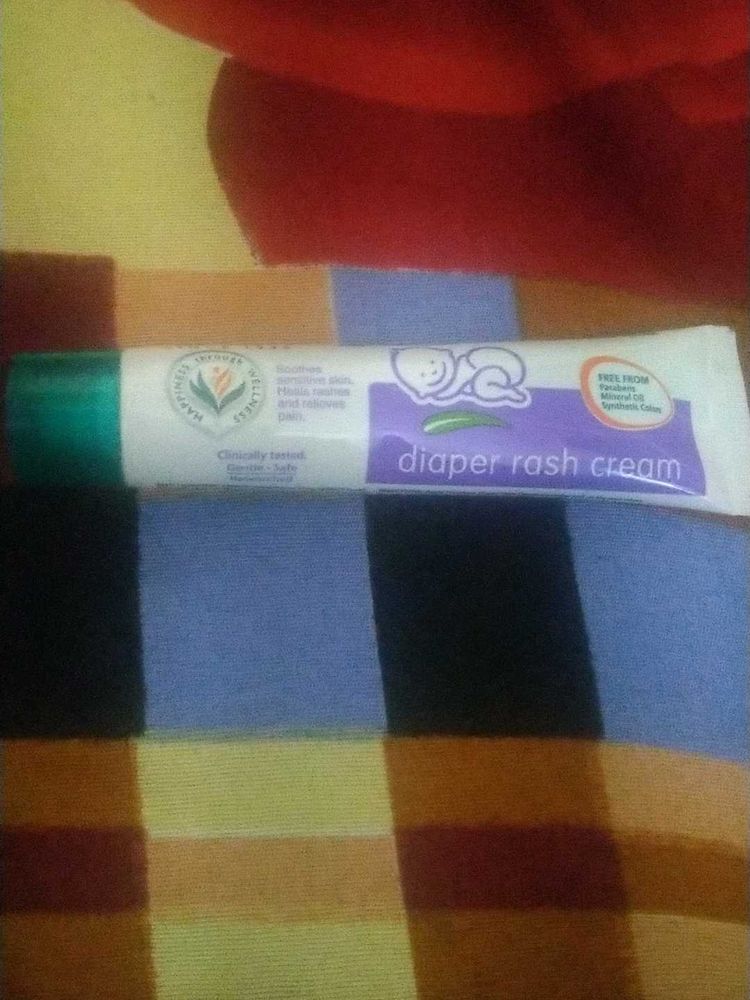 HAPPINESS through WELLNESS
Soothes
sensitive skin.
Heals rashes
and relieves
pain.
Clinically tested.
Gentle - Safe
FREE FROM
Parabens
Mineral Oil
Synthetic Color
diaper rash cream